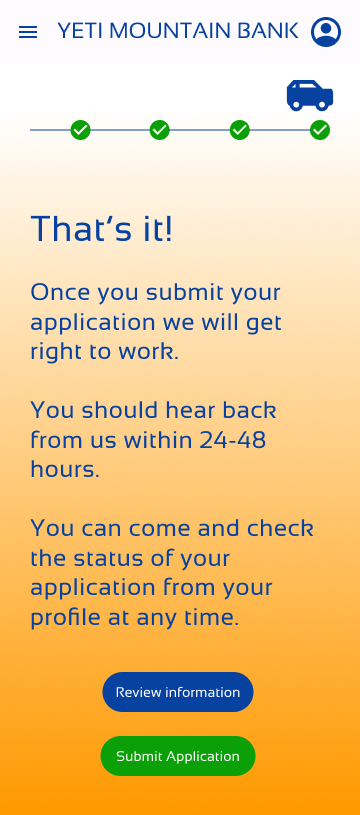 YETI MOUNTAIN BANK
That's it!
Once you submit your
application we will get
right to work.
You should hear back
from us within 24-48
hours.
You can come and check
the status of your
application from your
profile at any time.
Review information
Submit Application